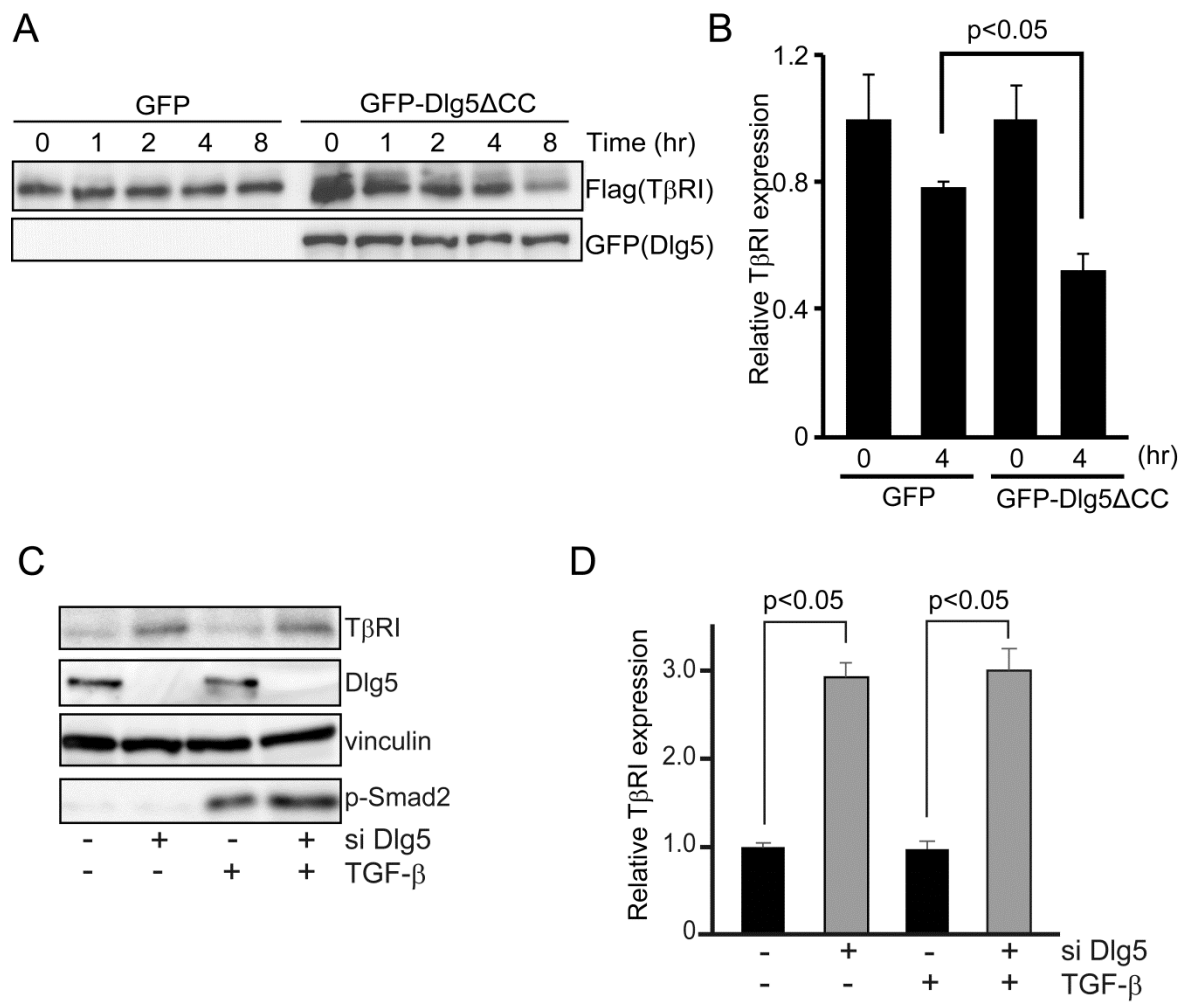 A
GFP
GFP-Dlg5ΔCC
0 1 2 4 8 0 1 2 4 8 Time (hr)
Flag(TβRI)
GFP(Dlg5)
B
p<0.05
Relative TβRI expression
1.2
0.8
0.4
0
0 4 0 4 (hr)
GFP
GFP-Dlg5ΔCC
C
TβRI
Dlg5
vinculin
p-Smad2
- + - + si Dlg5
- - + + TGF-β
D
p<0.05 p<0.05
Relative TβRI expression
3.0
2.0
1.0
0
- + - + si Dlg5
- - + + TGF-β